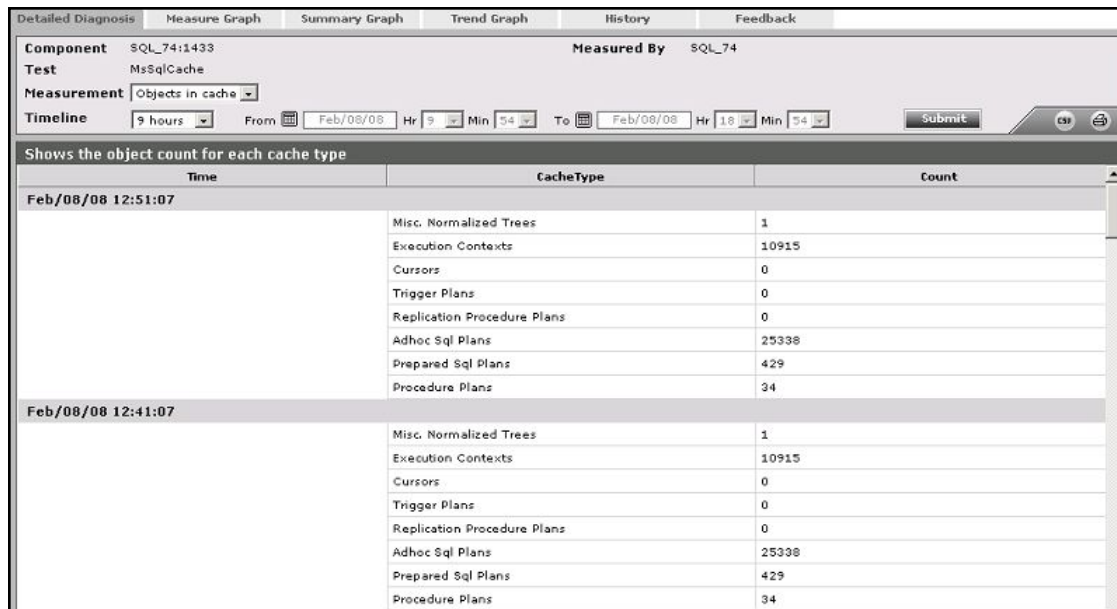 Detailed Diagnosis Measure Graph Summary Graph Trend Graph History Feedback
Component SQL_74:1433 Measured By SQL_74
Test MsSqlCache
Measurement Objects in cache
Timeline 9 hours From Feb/08/08 Hr 9 Min 54 To Feb/08/08 Hr 18 Min 54 Submit CSV
Shows the object count for each cache type
Time CacheType Count
Feb/08/08 12:51:07
Misc. Normalized Trees 1
Execution Contexts 10915
Cursors 0
Trigger Plans 0
Replication Procedure Plans 0
Adhoc Sql Plans 25338
Prepared Sql Plans 429
Procedure Plans 34
Feb/08/08 12:41:07
Misc. Normalized Trees 1
Execution Contexts 10915
Cursors 0
Trigger Plans 0
Replication Procedure Plans 0
Adhoc Sql Plans 25338
Prepared Sql Plans 429
Procedure Plans 34